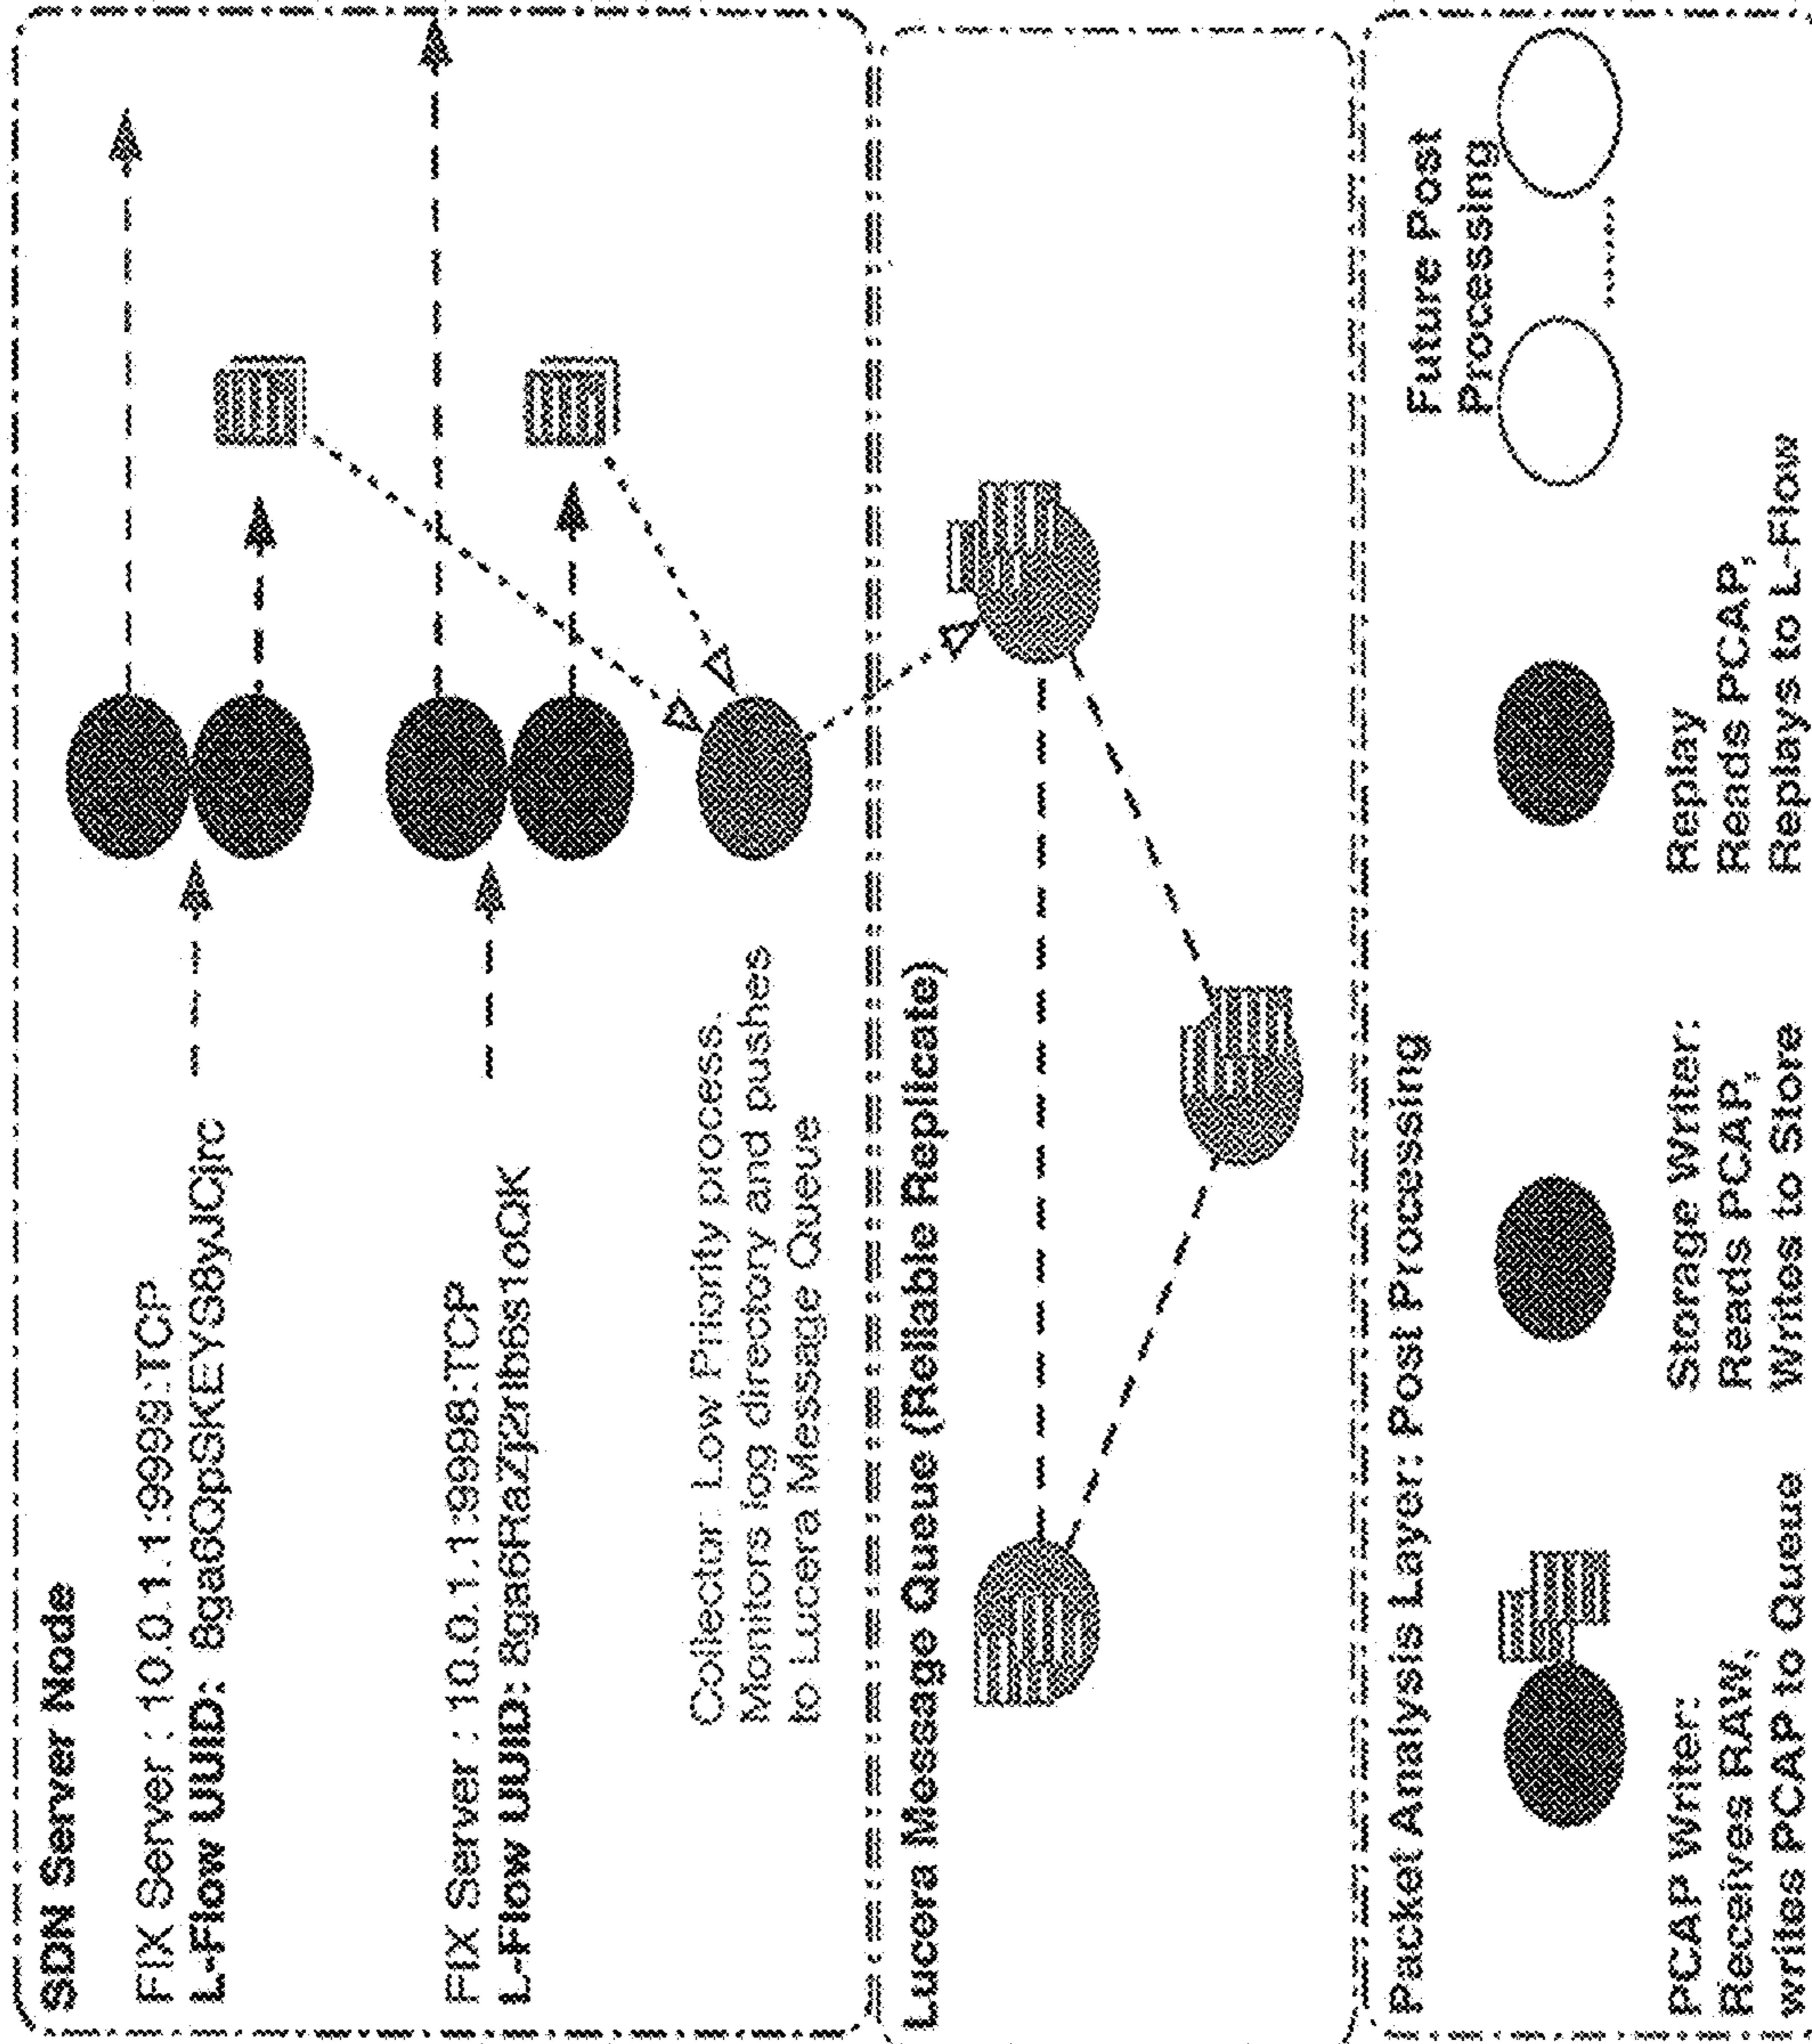 SDN Server Node
FIX Server : 10.0.1.1:9999:TCP
L-Flow UUID:
FIX Server : 10.0.1.1:9998:TCP
L-Flow UUID:
Collector: Low Priority process.
Monitors log directory and pushes
to Lucera Message Queue
Lucera Message Queue (Reliable Replicate)
Packet Analysis Layer: Post Processing
Future Post
Processing
PCAP Writer:
Receives RAW,
writes PCAP to Queue
Storage Writer:
Reads PCAP,
Writes to Store
Replay
Reads PCAP,
Replays to L-Flow